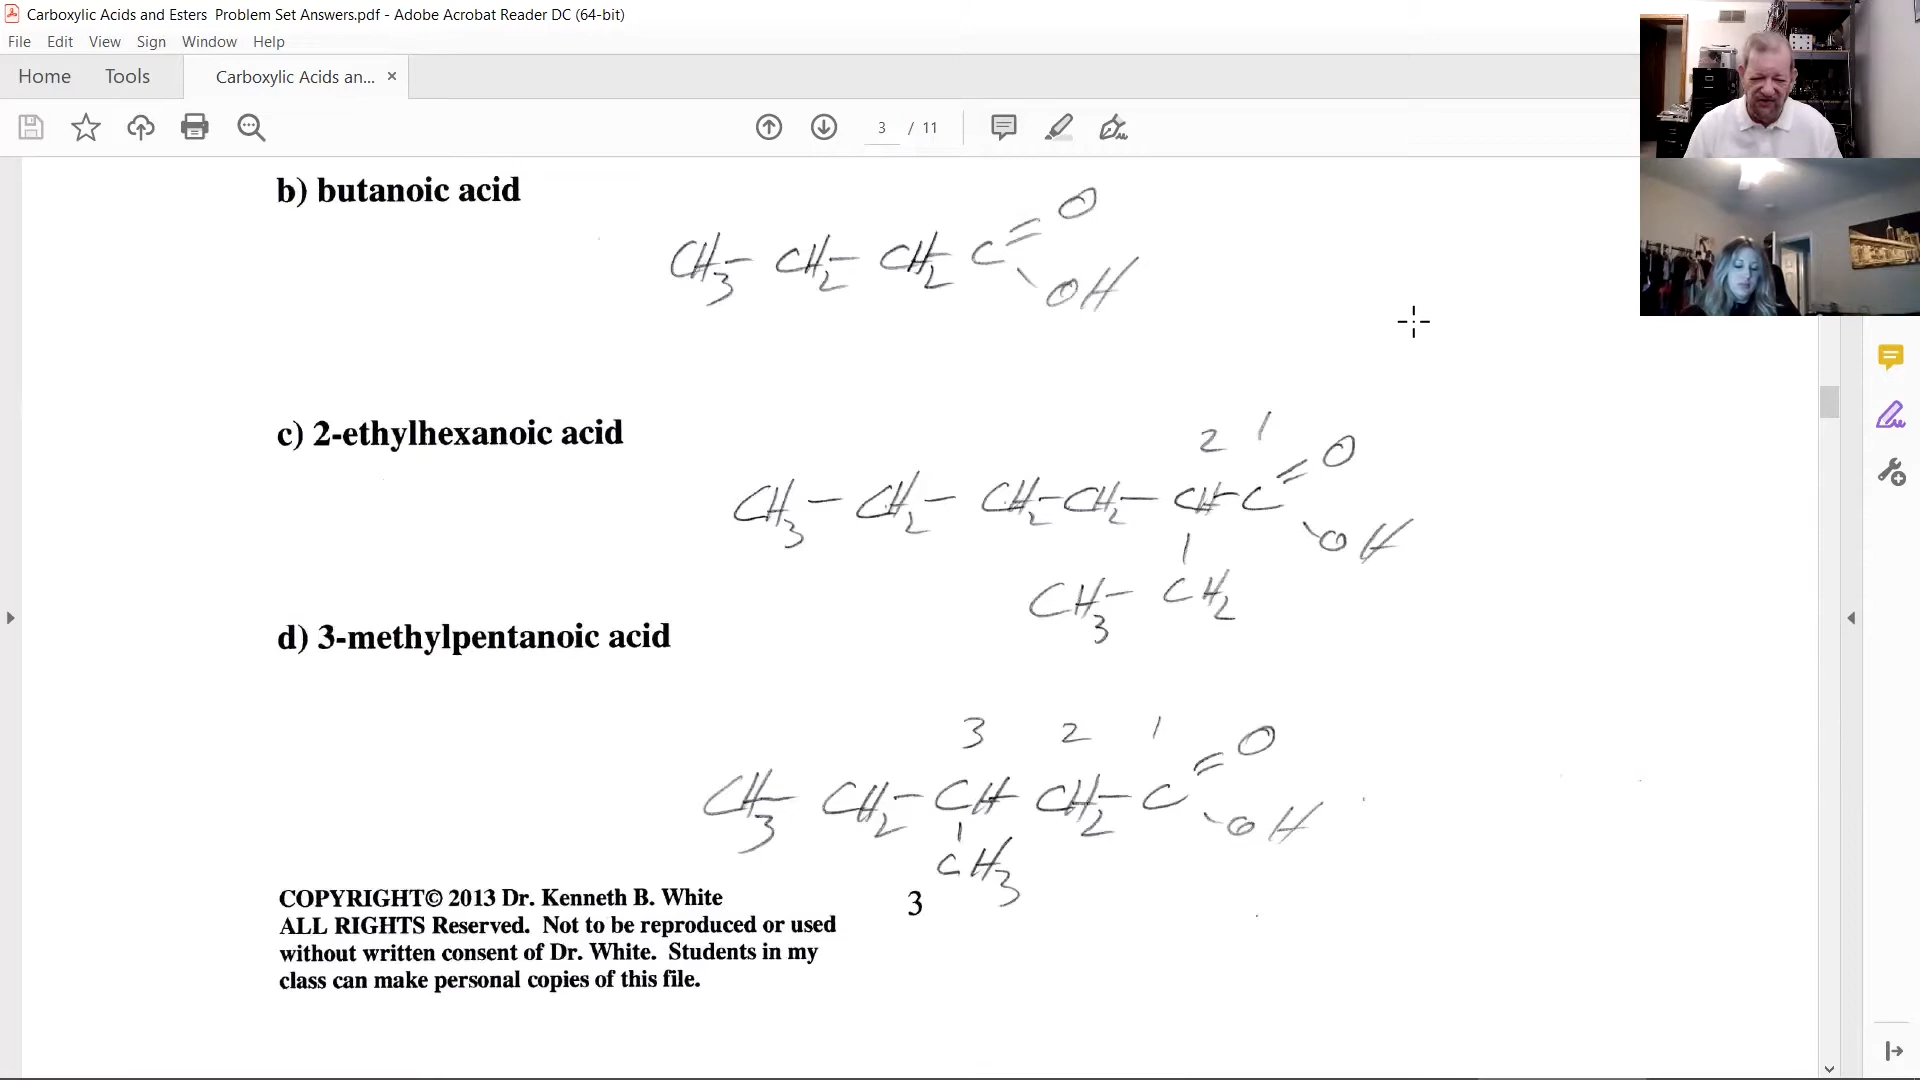 Carboxylic Acids and Esters  Problem Set Answers.pdf - Adobe Acrobat Reader DC (64-bit)
File Edit View Sign Window Help
Home Tools Carboxylic Acids an... ×
3 / 11
b) butanoic acid
O
CH3 - CH2 - CH2 C =
OH
c) 2-ethylhexanoic acid
2 1
O
CH3 - CH2 - CH2 - CH2 - CH - C =
OH
CH3 - CH2
d) 3-methylpentanoic acid
3 2 1
O
CH3 - CH2 - CH - CH2 - C =
OH
CH3
COPYRIGHT© 2013 Dr. Kenneth B. White
3
ALL RIGHTS Reserved.  Not to be reproduced or used
without written consent of Dr. White.  Students in my
class can make personal copies of this file.